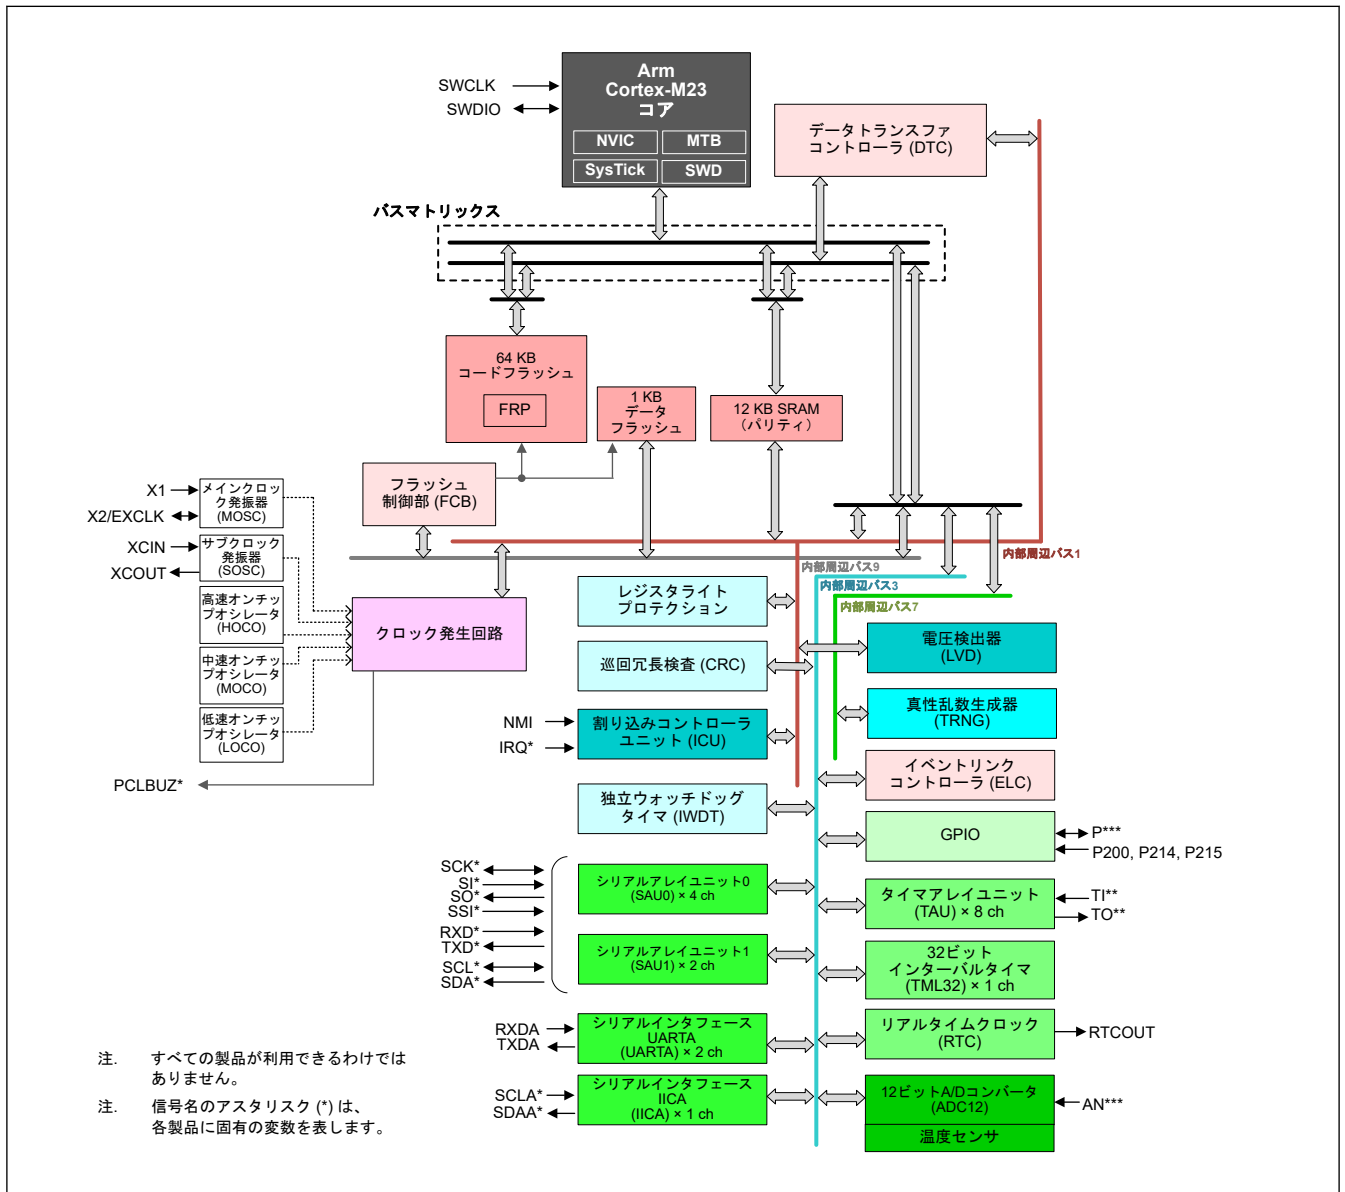 Arm
Cortex-M23
コア
NVIC
MTB
SysTick
SWD
SWCLK
SWDIO
データトランスファ
コントローラ (DTC)
バスマトリックス
64 KB
コードフラッシュ
FRP
1 KB
データ
フラッシュ
12 KB SRAM
(パリティ)
フラッシュ
制御部 (FCB)
X1
X2/EXCLK
メインクロッ
ク発振器
(MOSC)
XCIN
XCOUT
サブクロック
発振器
(SOSC)
高速オンチッ
プオシレータ
(HOCO)
中速オンチッ
プオシレータ
(MOCO)
低速オンチッ
プオシレータ
(LOCO)
クロック発生回路
PCLBUZ*
内部周辺バス1
内部周辺バス9
内部周辺バス3
内部周辺バス7
レジスタライト
プロテクション
巡回冗長検査 (CRC)
NMI
IRQ*
割り込みコントローラ
ユニット (ICU)
独立ウォッチドッグ
タイマ (IWDT)
SCK*
SI*
SO*
SSI*
RXD*
TXD*
SCL*
SDA*
シリアルアレイユニット0
(SAU0) × 4 ch
シリアルアレイユニット1
(SAU1) × 2 ch
RXDA
TXDA
シリアルインタフェース
UARTA
(UARTA) × 2 ch
SCLA*
SDAA*
シリアルインタフェース
IICA
(IICA) × 1 ch
電圧検出器
(LVD)
真性乱数生成器
(TRNG)
イベントリンク
コントローラ (ELC)
GPIO
P***
P200, P214, P215
タイマアレイユニット
(TAU) × 8 ch
TI**
TO**
32ビット
インターバルタイマ
(TML32) × 1 ch
リアルタイムクロック
(RTC)
RTCOUT
12ビットA/Dコンバータ
(ADC12)
AN***
温度センサ
注. すべての製品が利用できるわけでは
ありません。
注. 信号名のアスタリスク (*) は、
各製品に固有の変数を表します。